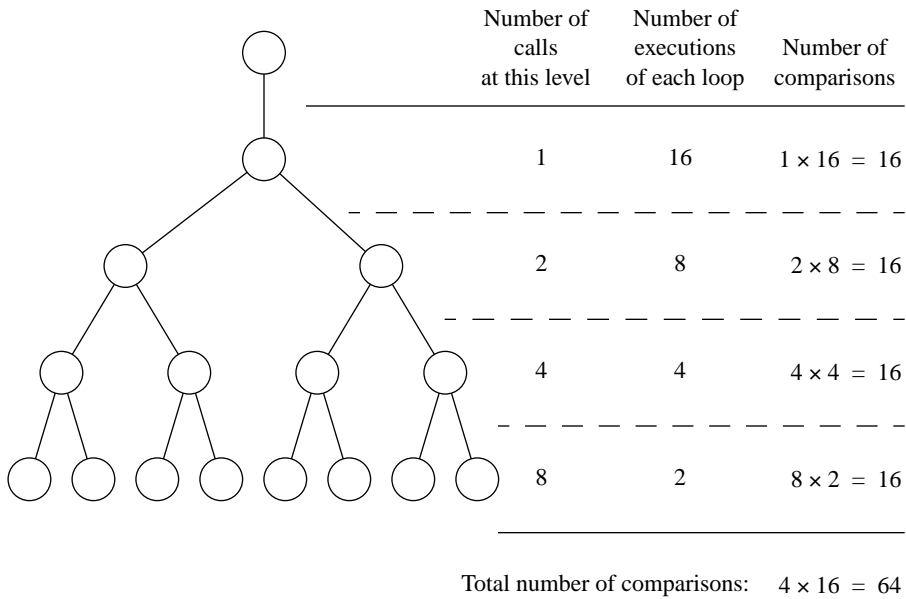 Number of calls at this level
Number of executions of each loop
Number of comparisons
1 16 1 × 16 = 16
2 8 2 × 8 = 16
4 4 4 × 4 = 16
8 2 8 × 2 = 16
Total number of comparisons: 4 × 16 = 64